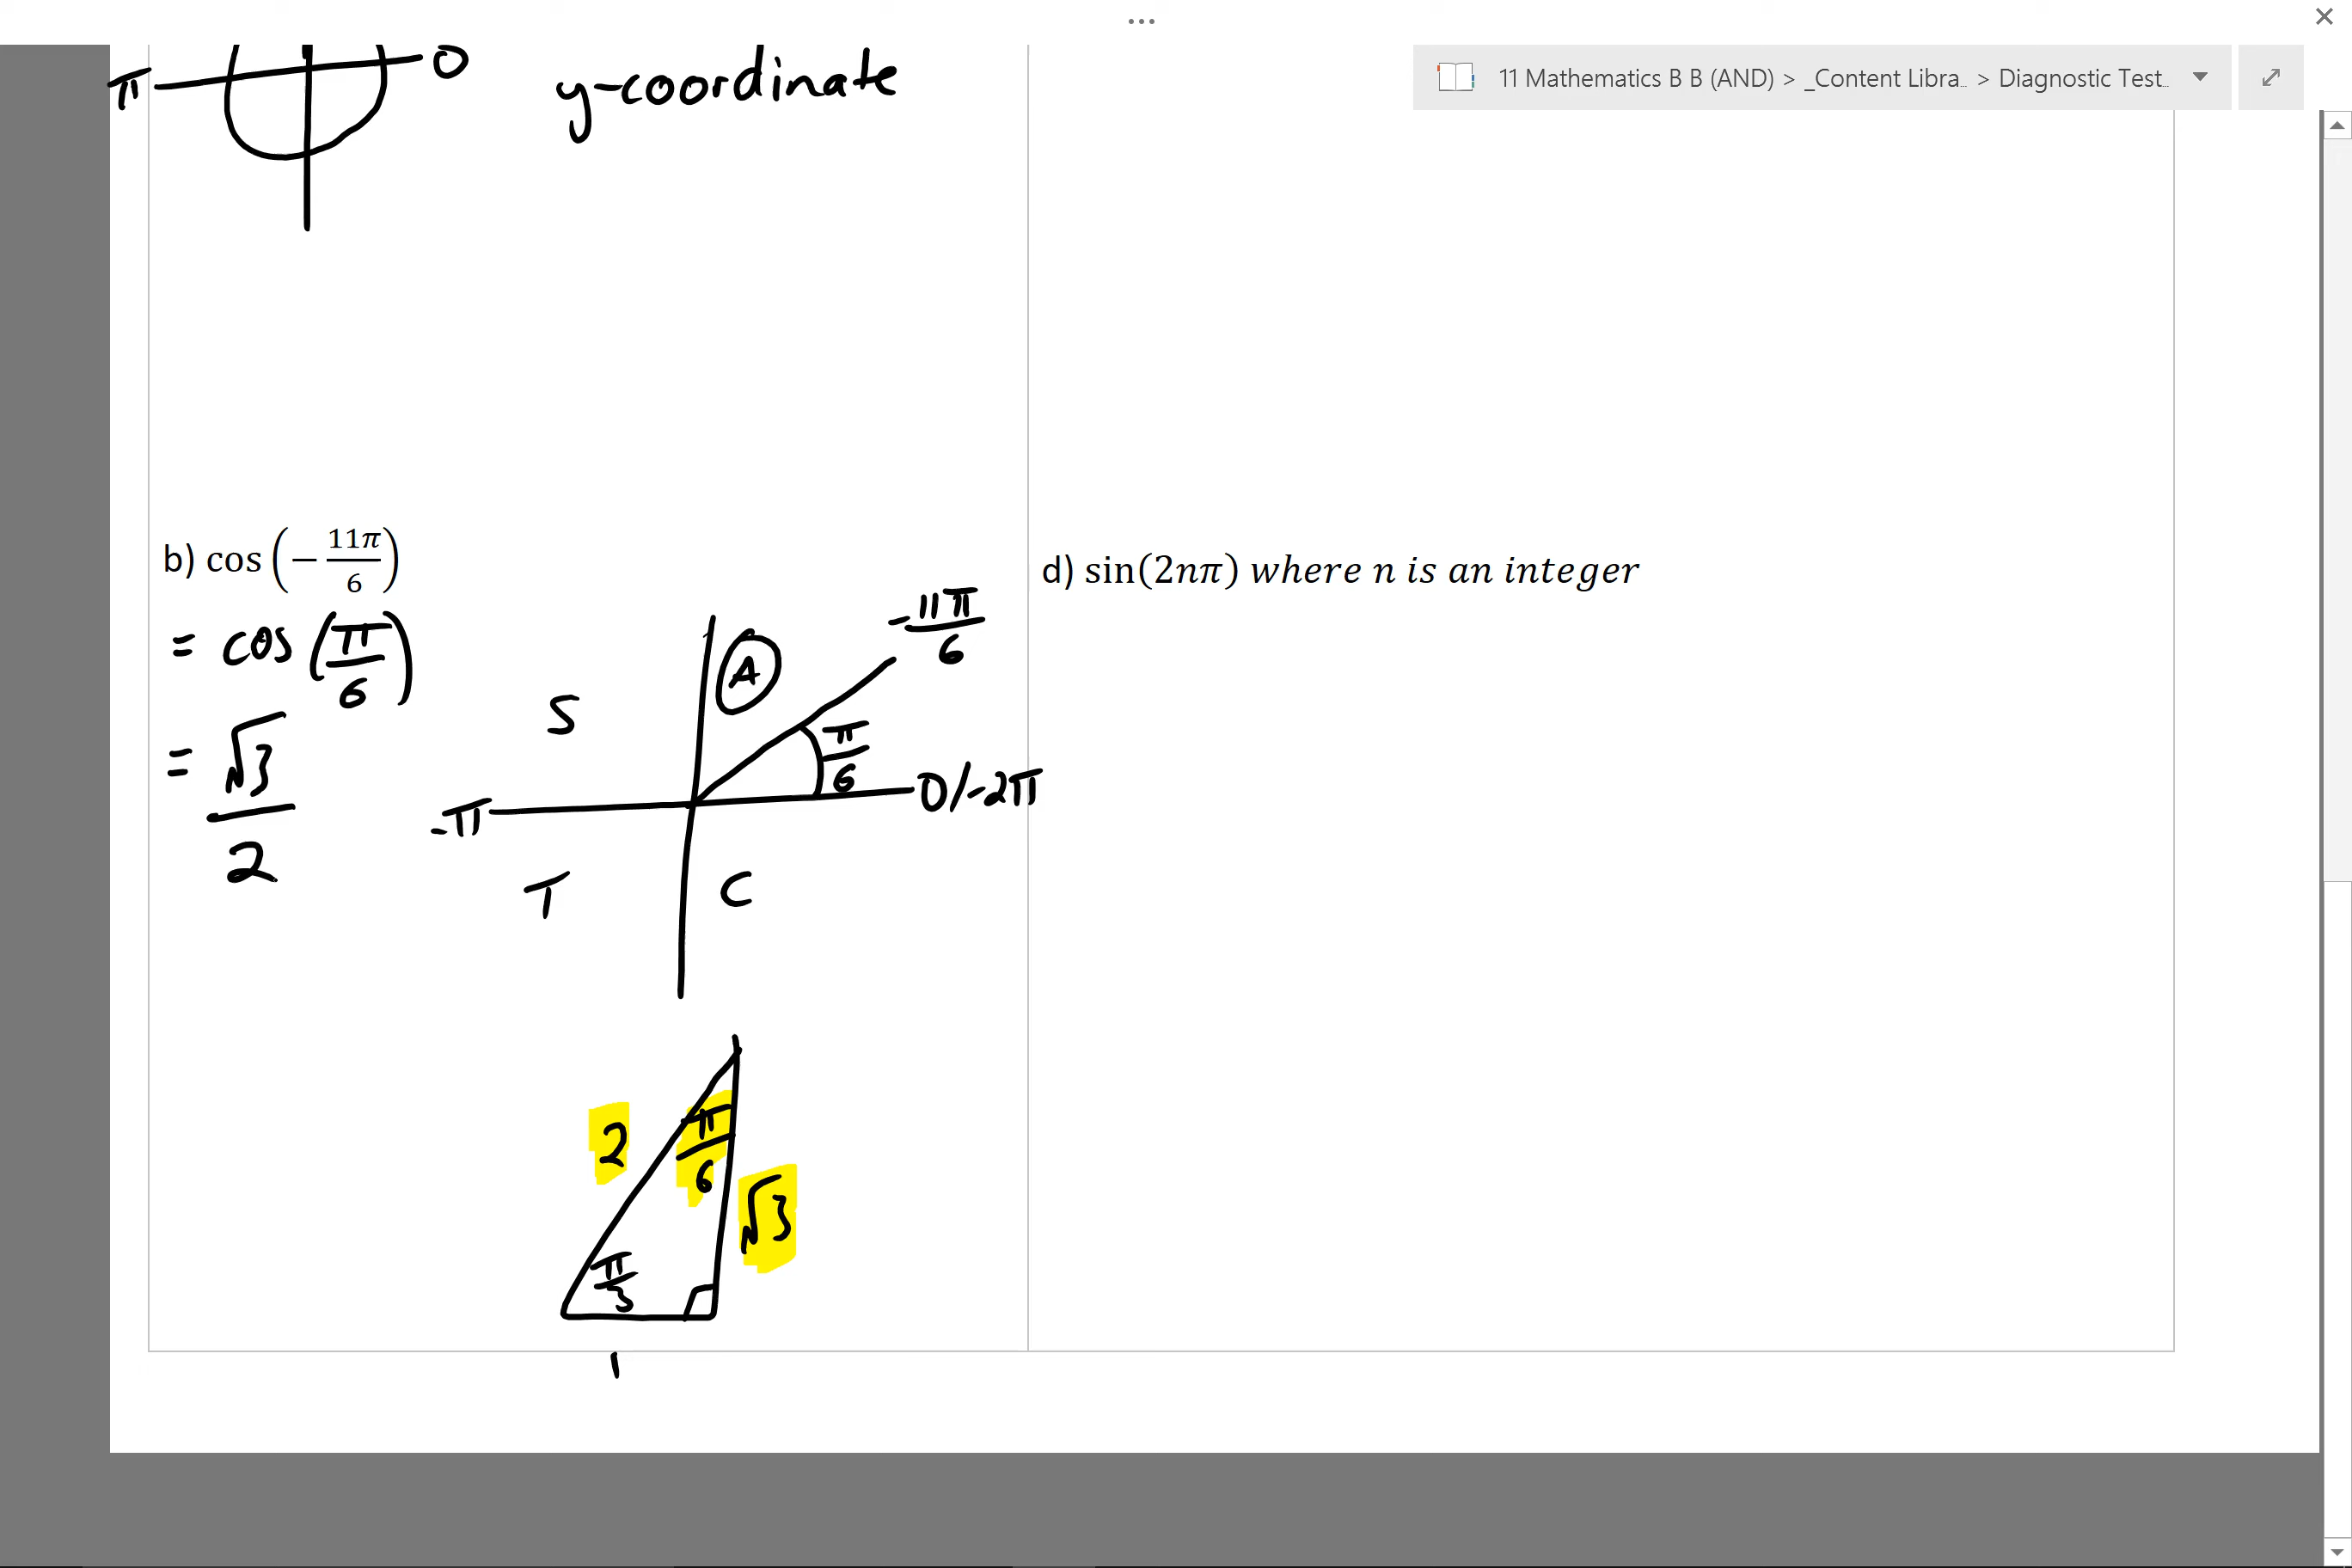 11 Mathematics B B (AND) > _Content Libra... > Diagnostic Test...
π 0 y-coordinate
b) cos(−11π/6)
= cos(π/6)
= √3/2
-11π/6
A
S
π/6
-π 0/-2π
T C
2 π/6 √3
π/3
1
d) sin(2nπ) where n is an integer